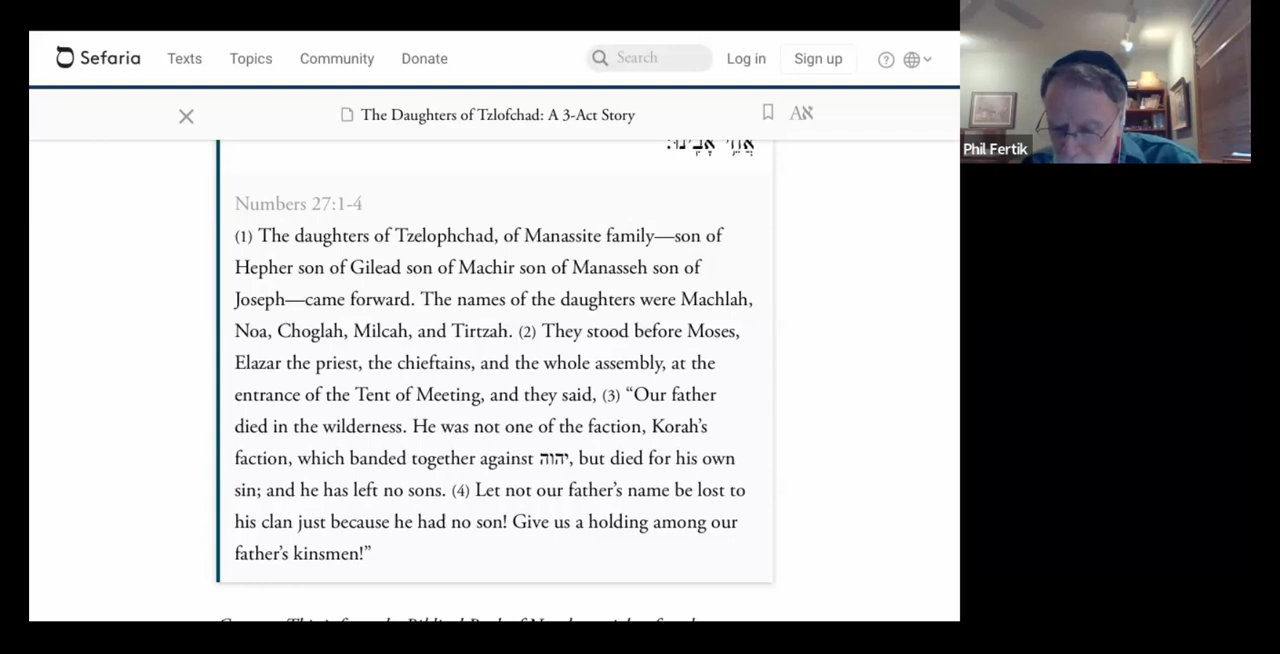 Sefaria Texts Topics Community Donate Search Log in Sign up
The Daughters of Tzlofchad: A 3-Act Story
Phil Fertik
אֲחֵ֥י אָבִֽינוּ׃
Numbers 27:1-4
(1) The daughters of Tzelophchad, of Manassite family—son of
Hepher son of Gilead son of Machir son of Manasseh son of
Joseph—came forward. The names of the daughters were Machlah,
Noa, Choglah, Milcah, and Tirtzah. (2) They stood before Moses,
Elazar the priest, the chieftains, and the whole assembly, at the
entrance of the Tent of Meeting, and they said, (3) “Our father
died in the wilderness. He was not one of the faction, Korah’s
faction, which banded together against יהוה, but died for his own
sin; and he has left no sons. (4) Let not our father’s name be lost to
his clan just because he had no son! Give us a holding among our
father’s kinsmen!”